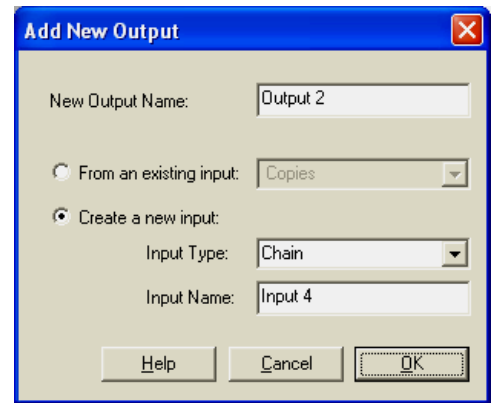 Add New Output
New Output Name: Output 2
From an existing input: Copies
Create a new input:
Input Type: Chain
Input Name: Input 4
Help Cancel OK